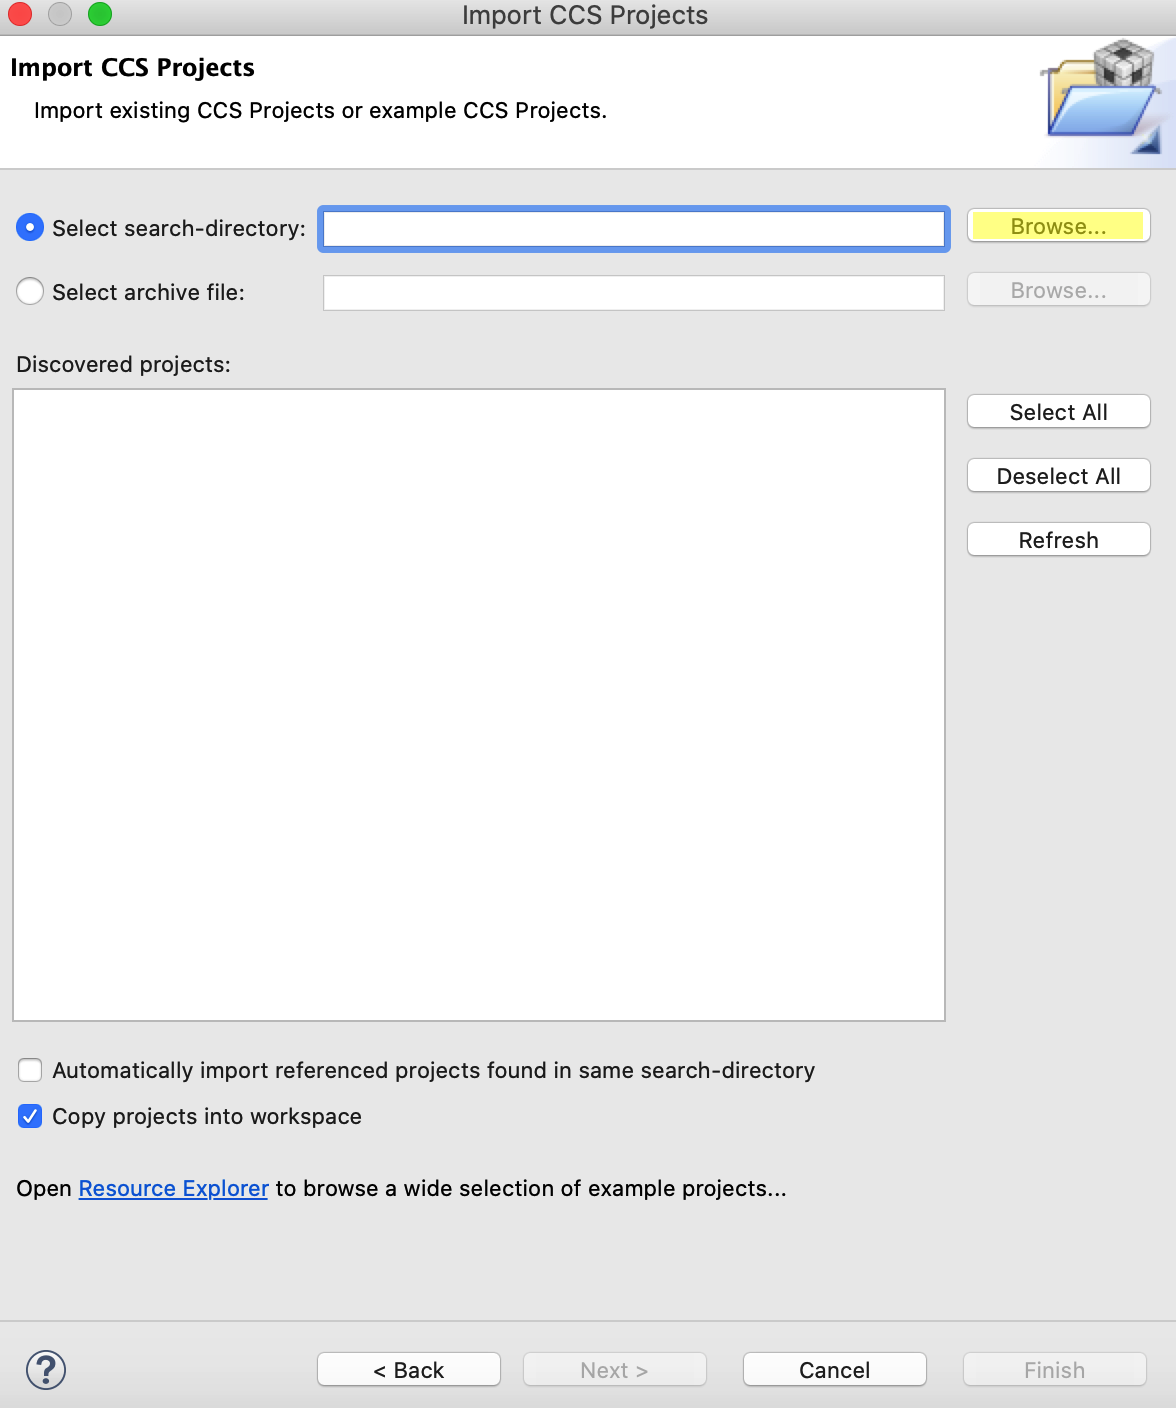 Import CCS Projects
Import CCS Projects
Import existing CCS Projects or example CCS Projects.
Select search-directory:
Browse...
Select archive file:
Browse...
Discovered projects:
Select All
Deselect All
Refresh
Automatically import referenced projects found in same search-directory
Copy projects into workspace
Open Resource Explorer to browse a wide selection of example projects...
?
< Back
Next >
Cancel
Finish